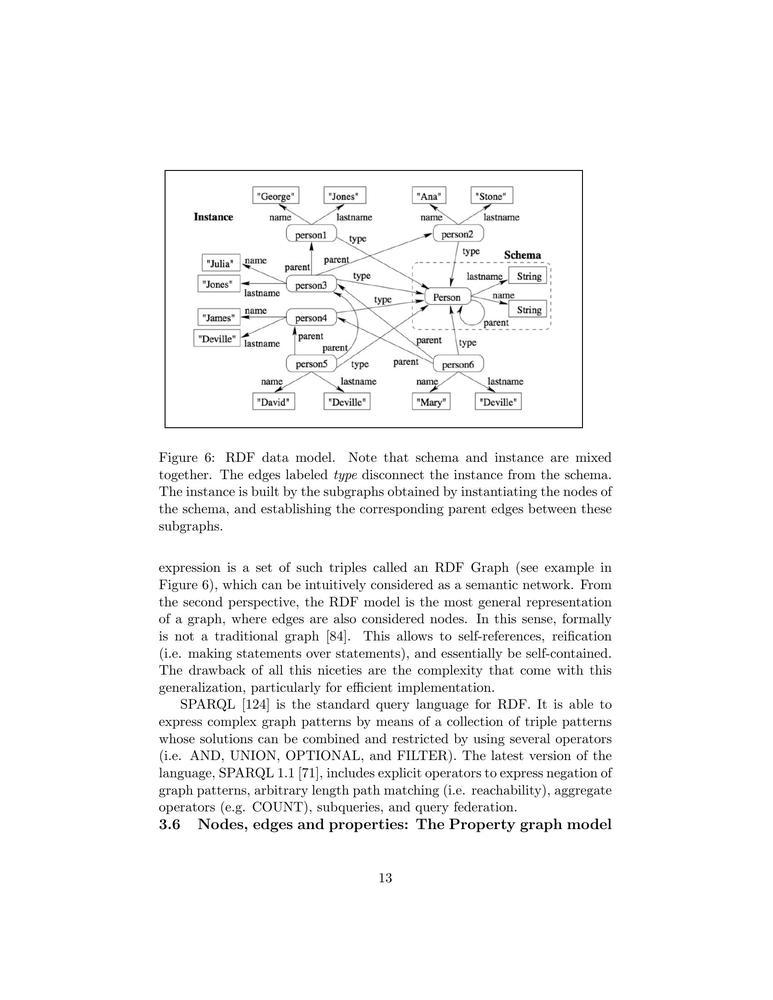 "George" "Jones" "Ana" "Stone"
Instance name lastname name lastname
person1 type person2
type Schema
"Julia" name parent parent type lastname String
"Jones" lastname person3 Person name String
type
"James" name person4 parent
"Deville" lastname parent parent parent type
person5 type parent person6
name lastname name lastname
"David" "Deville" "Mary" "Deville"
Figure 6: RDF data model. Note that schema and instance are mixed
together. The edges labeled type disconnect the instance from the schema.
The instance is built by the subgraphs obtained by instantiating the nodes of
the schema, and establishing the corresponding parent edges between these
subgraphs.
expression is a set of such triples called an RDF Graph (see example in
Figure 6), which can be intuitively considered as a semantic network. From
the second perspective, the RDF model is the most general representation
of a graph, where edges are also considered nodes. In this sense, formally
is not a traditional graph [84]. This allows to self-references, reification
(i.e. making statements over statements), and essentially be self-contained.
The drawback of all this niceties are the complexity that come with this
generalization, particularly for efficient implementation.
SPARQL [124] is the standard query language for RDF. It is able to
express complex graph patterns by means of a collection of triple patterns
whose solutions can be combined and restricted by using several operators
(i.e. AND, UNION, OPTIONAL, and FILTER). The latest version of the
language, SPARQL 1.1 [71], includes explicit operators to express negation of
graph patterns, arbitrary length path matching (i.e. reachability), aggregate
operators (e.g. COUNT), subqueries, and query federation.
3.6 Nodes, edges and properties: The Property graph model
13